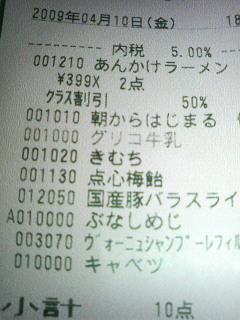 2009年04月10日(金) 18
内税 5.00%
001210 あんかけラーメン
¥399X 2点
クラス割引1 50%
001010 朝からはじまる
001000 グリコ牛乳
001020 きむち
001130 点心梅飴
012050 国産豚バラスライ
A010000 ぶなしめじ
003070 ヴォーニュシャンプーレフィル
010000 キャベツ
小計 10点